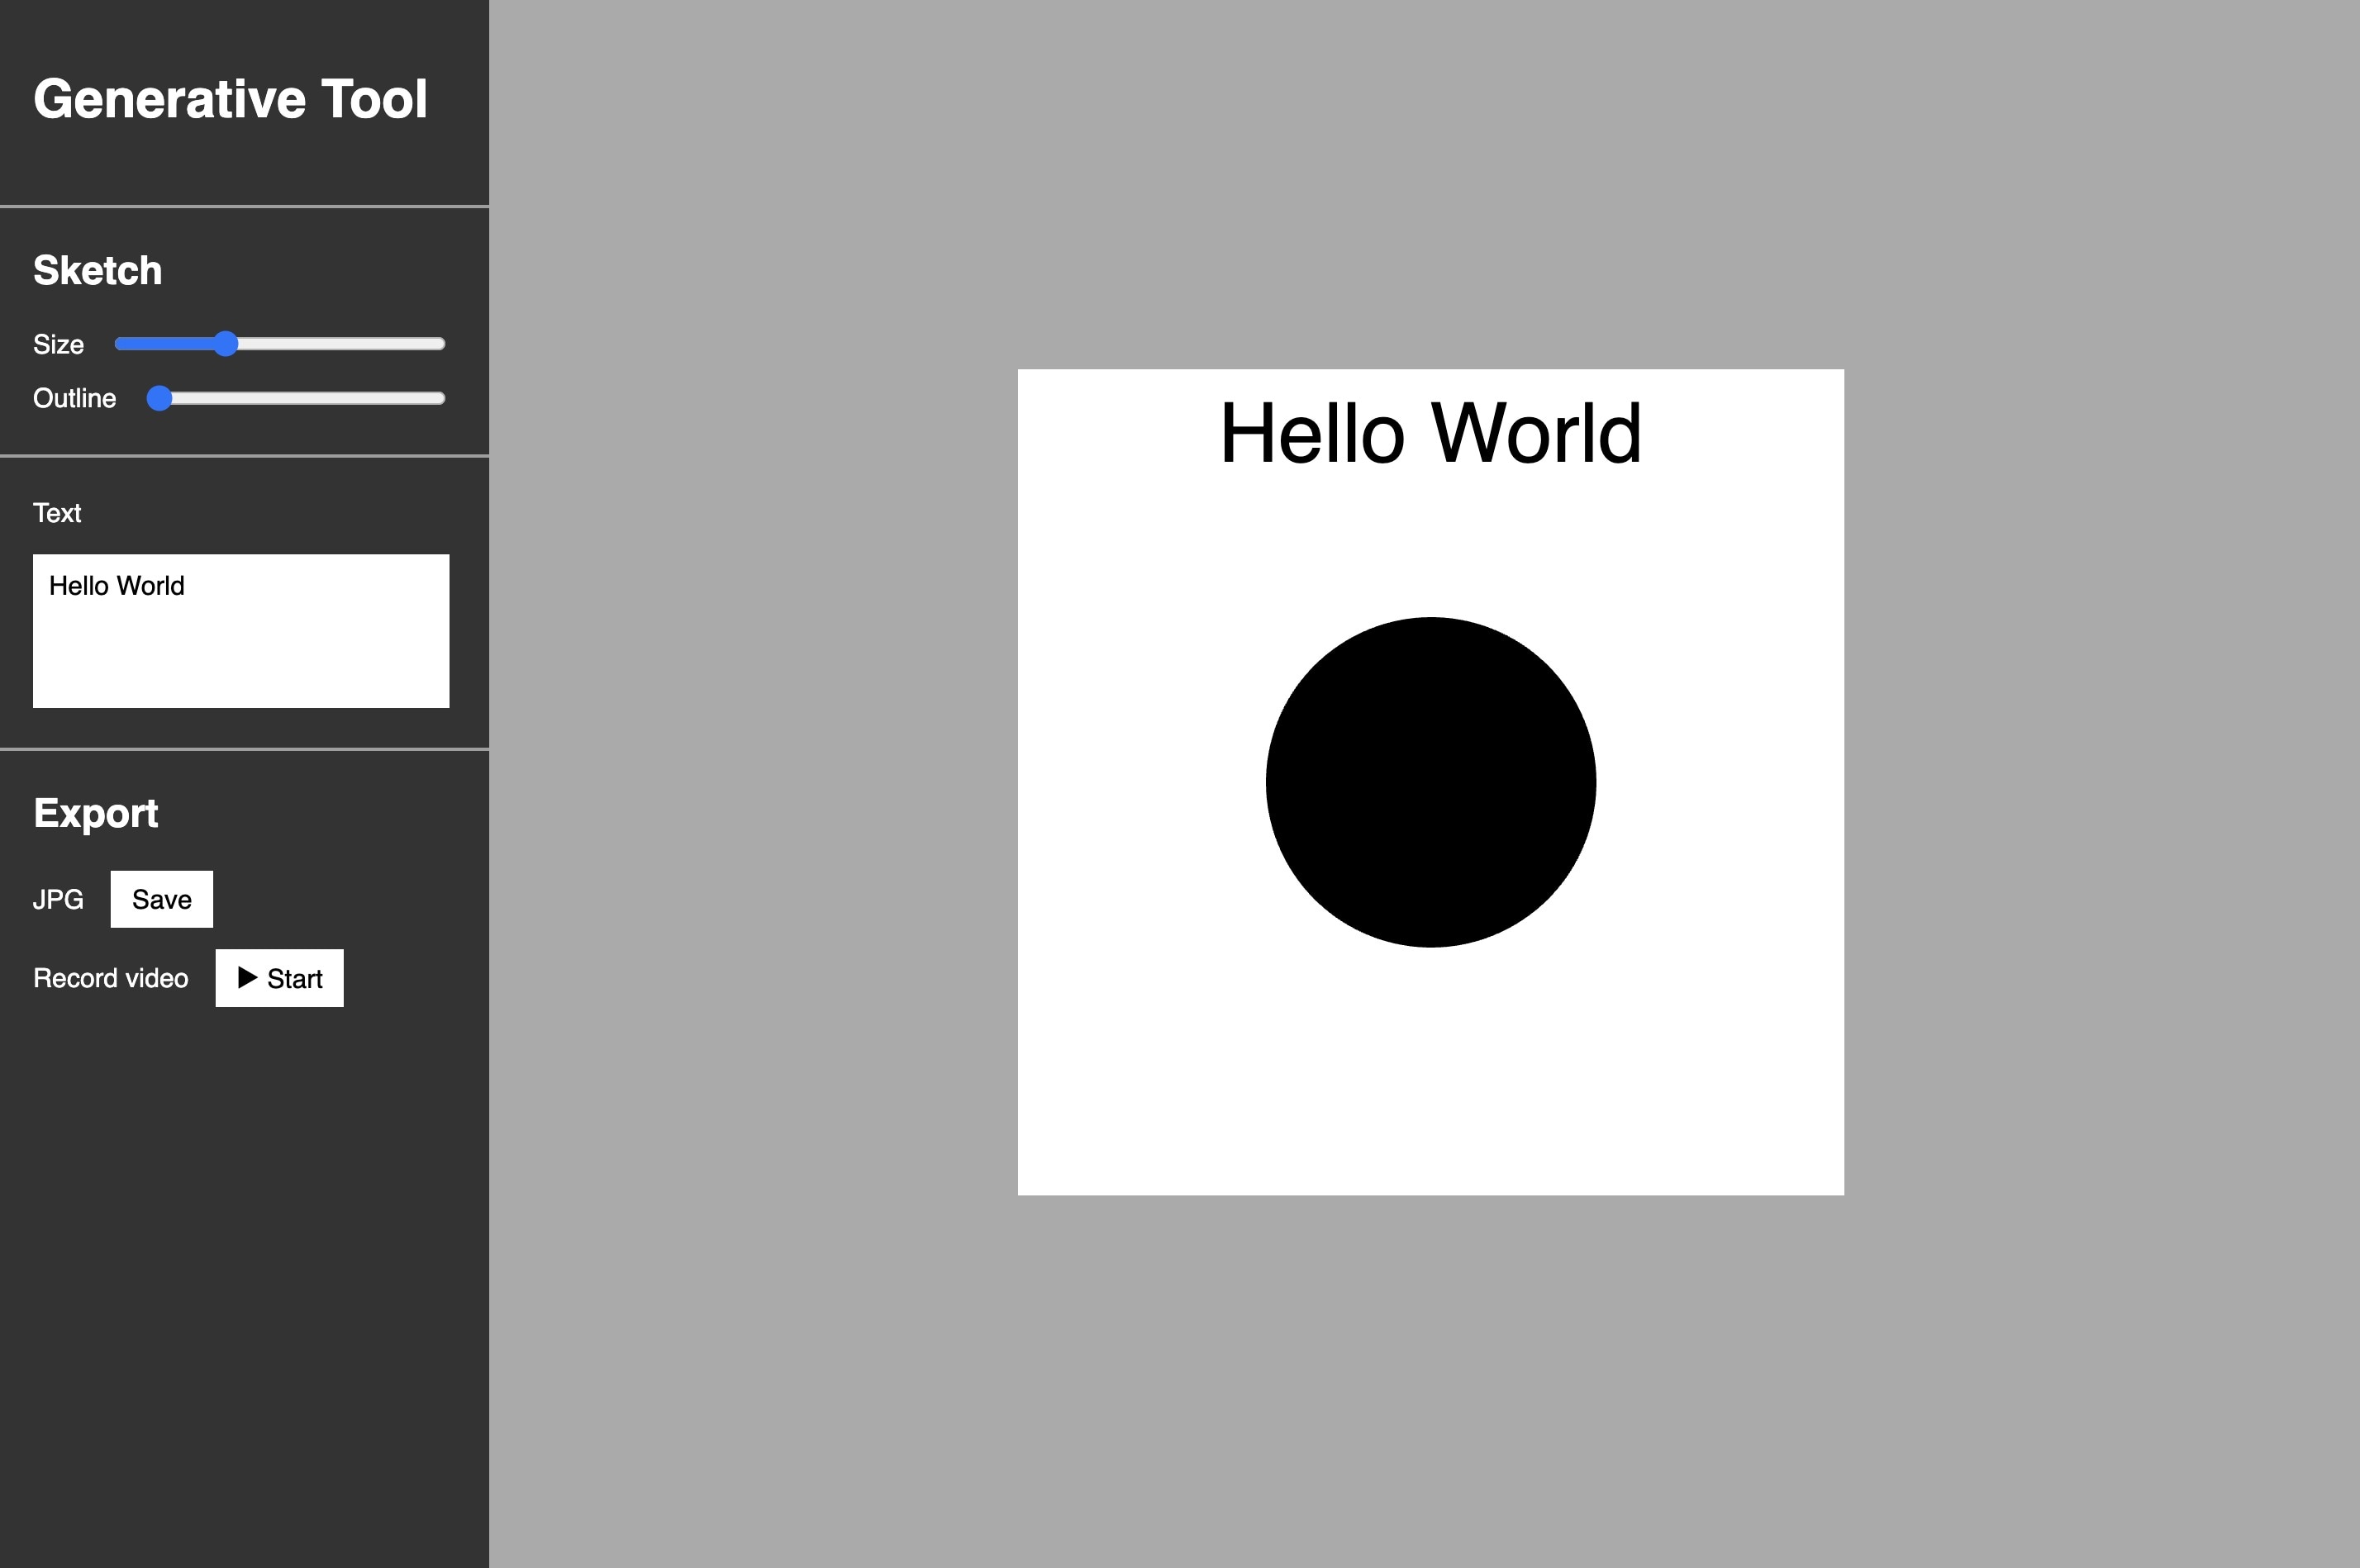 Generative Tool
Sketch
Size
Outline
Text
Hello World
Export
JPG Save
Record video ▶ Start
Hello World